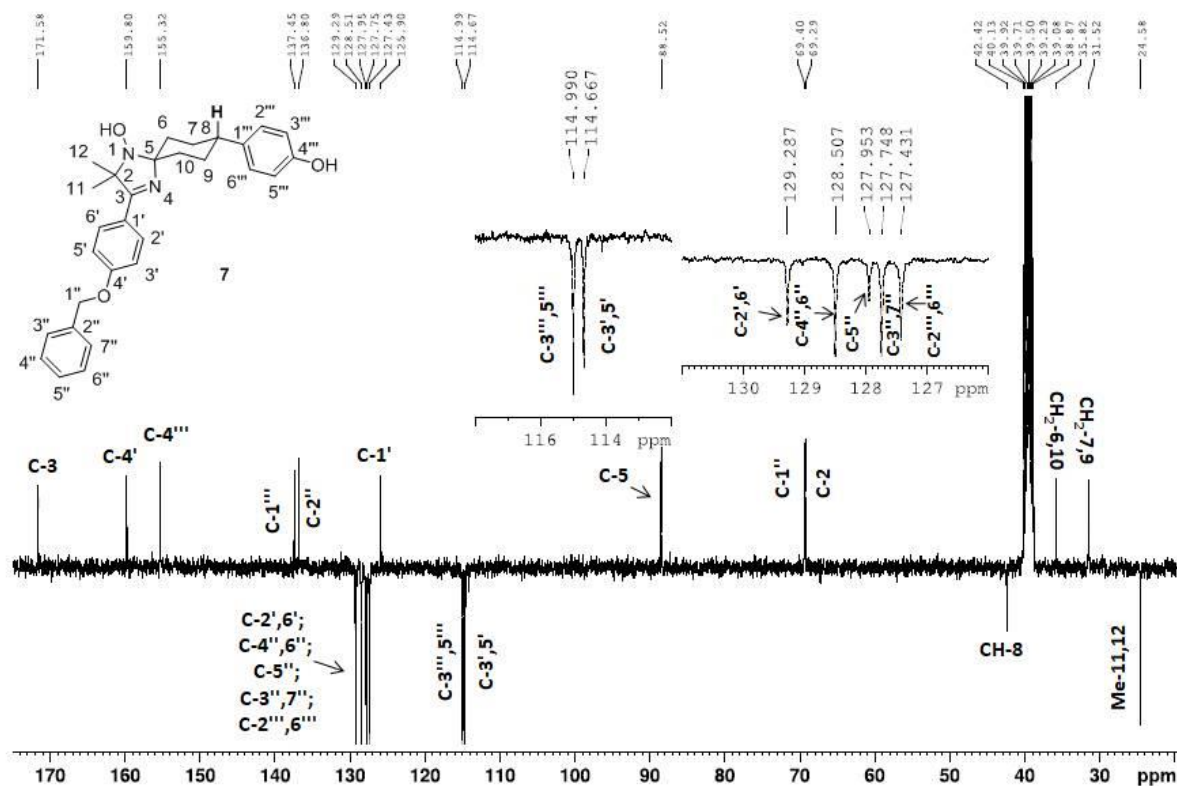 171.58
159.80
155.32
137.45
136.80
129.29
128.51
127.95
127.75
127.43
125.90
114.99
114.67
88.52
69.40
69.29
42.42
40.13
39.92
39.71
39.50
39.29
39.08
38.87
35.82
31.52
24.58
H
HO
1
N
2
3
N
4
5
6
7
8
9
10
11
12
1'''
2'''
3'''
4'''
OH
5'''
6'''
1'
2'
3'
4'
5'
6'
O
1''
2''
3''
4''
5''
6''
7''
7
114.990
114.667
C-3''',5'''
C-3',5'
116 114 ppm
129.287
128.507
127.953
127.748
127.431
C-2',6'
C-4'',6''
C-5''
C-3'',7''
C-2''',6'''
130 129 128 127 ppm
C-3
C-4'
C-4'''
C-1'''
C-2''
C-1'
C-5
C-1''
C-2
CH2-6,10
CH2-7,9
C-2',6';
C-4'',6'';
C-5'';
C-3'',7'';
C-2''',6'''
C-3''',5'''
C-3',5'
CH-8
Me-11,12
170 160 150 140 130 120 110 100 90 80 70 60 50 40 30 ppm